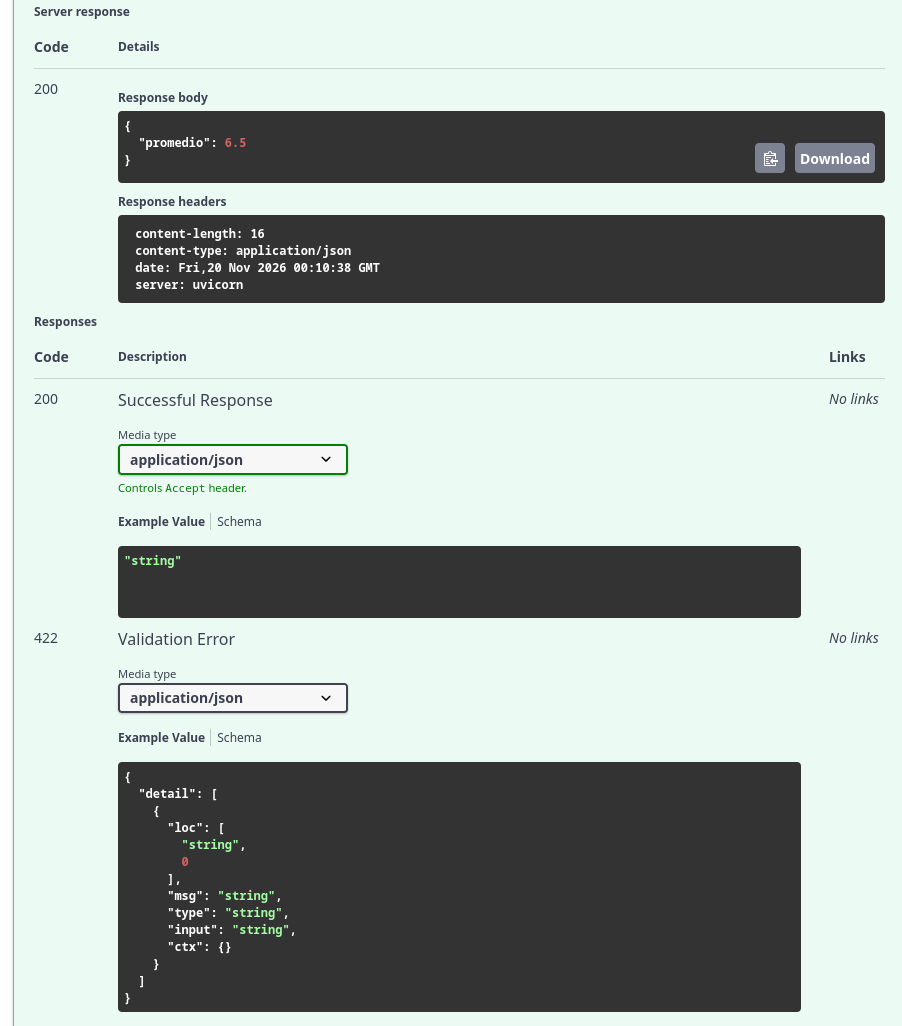 Server response
Code Details
200
Response body
{
  "promedio": 6.5
}
Download
Response headers
content-length: 16
content-type: application/json
date: Fri,20 Nov 2026 00:10:38 GMT
server: uvicorn
Responses
Code Description Links
200 Successful Response No links
Media type
application/json
Controls Accept header.
Example Value Schema
"string"
422 Validation Error No links
Media type
application/json
Example Value Schema
{
  "detail": [
    {
      "loc": [
        "string",
        0
      ],
      "msg": "string",
      "type": "string",
      "input": "string",
      "ctx": {}
    }
  ]
}